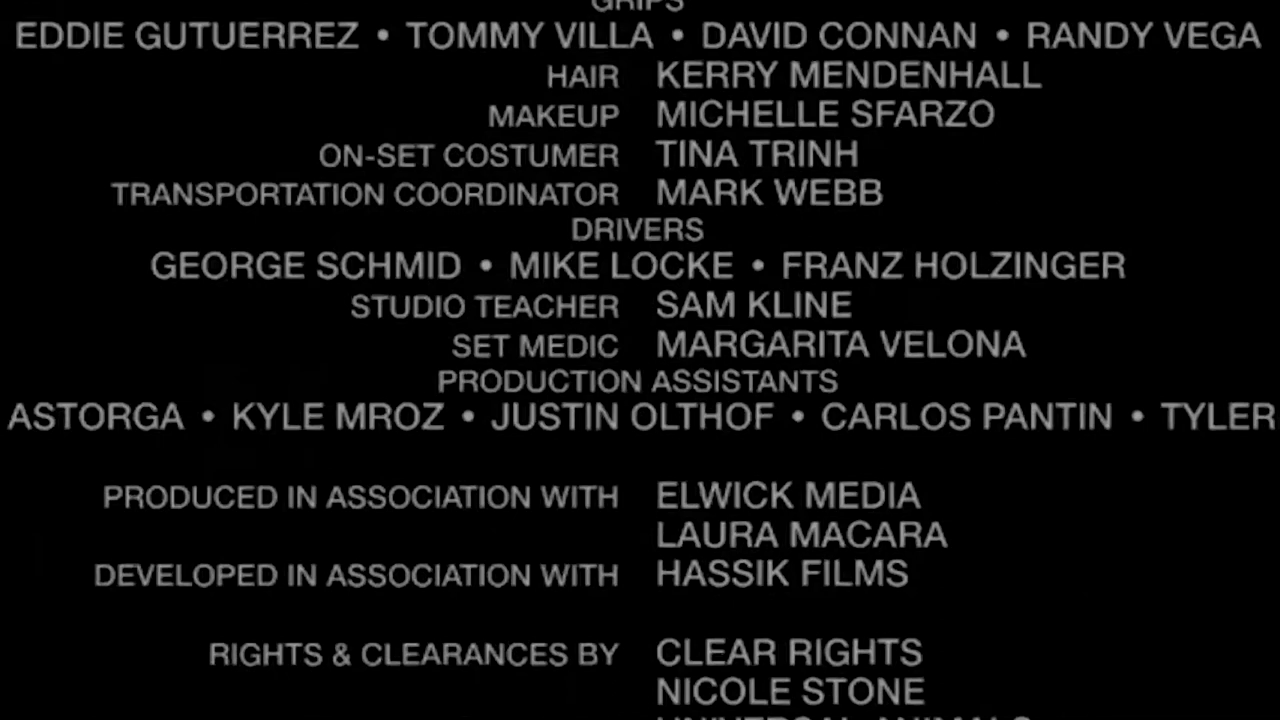 GRIPS
EDDIE GUTUERREZ • TOMMY VILLA • DAVID CONNAN • RANDY VEGA
HAIR KERRY MENDENHALL
MAKEUP MICHELLE SFARZO
ON-SET COSTUMER TINA TRINH
TRANSPORTATION COORDINATOR MARK WEBB
DRIVERS
GEORGE SCHMID • MIKE LOCKE • FRANZ HOLZINGER
STUDIO TEACHER SAM KLINE
SET MEDIC MARGARITA VELONA
PRODUCTION ASSISTANTS
ASTORGA • KYLE MROZ • JUSTIN OLTHOF • CARLOS PANTIN • TYLER
PRODUCED IN ASSOCIATION WITH ELWICK MEDIA
LAURA MACARA
DEVELOPED IN ASSOCIATION WITH HASSIK FILMS
RIGHTS & CLEARANCES BY CLEAR RIGHTS
NICOLE STONE